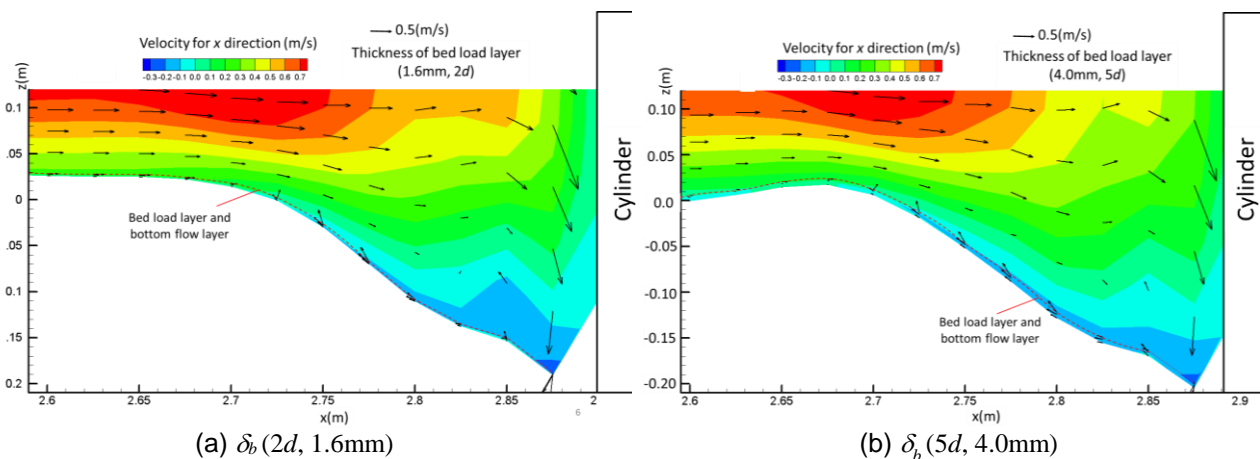 0.5(m/s)
Velocity for x direction (m/s)
Thickness of bed load layer
(1.6mm, 2d)
-0.3 -0.2 -0.1 0.0 0.1 0.2 0.3 0.4 0.5 0.6 0.7
z(m)
0.1
.05
0
.05
0.1
.15
0.2
Bed load layer and
bottom flow layer
Cylinder
2.6 2.65 2.7 2.75 2.8 2.85 2
x(m)
6
(a) δb (2d, 1.6mm)
0.5(m/s)
Velocity for x direction (m/s)
Thickness of bed load layer
(4.0mm, 5d)
-0.3 -0.2 -0.1 0.0 0.1 0.2 0.3 0.4 0.5 0.6 0.7
z(m)
0.10
0.05
0.0
-0.05
-0.10
-0.15
-0.20
Bed load layer and
bottom flow layer
Cylinder
2.6 2.65 2.7 2.75 2.8 2.85 2.9
x(m)
(b) δb (5d, 4.0mm)